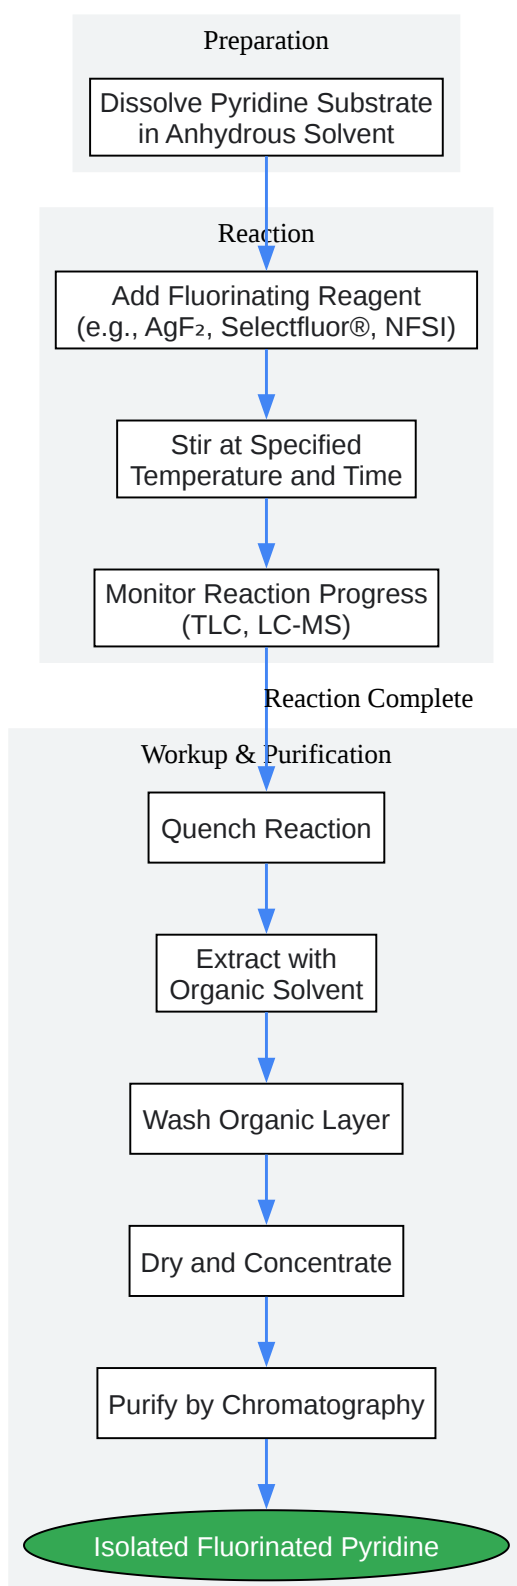 Preparation
Dissolve Pyridine Substrate
in Anhydrous Solvent
Reaction
Add Fluorinating Reagent
(e.g., AgF₂, Selectfluor®, NFSI)
Stir at Specified
Temperature and Time
Monitor Reaction Progress
(TLC, LC-MS)
Reaction Complete
Workup & Purification
Quench Reaction
Extract with
Organic Solvent
Wash Organic Layer
Dry and Concentrate
Purify by Chromatography
Isolated Fluorinated Pyridine